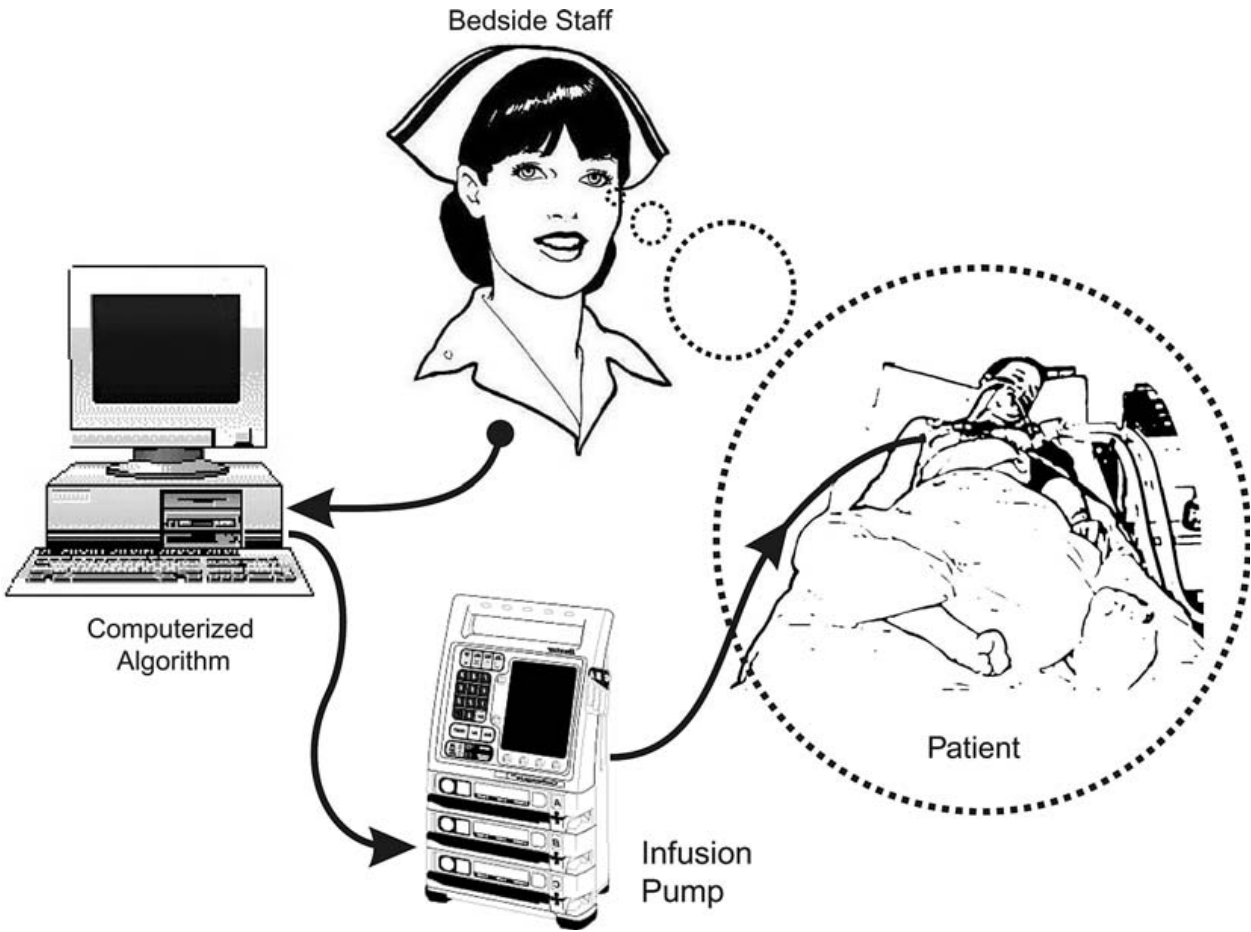 Bedside Staff
Computerized
Algorithm
Infusion
Pump
Patient
A
B